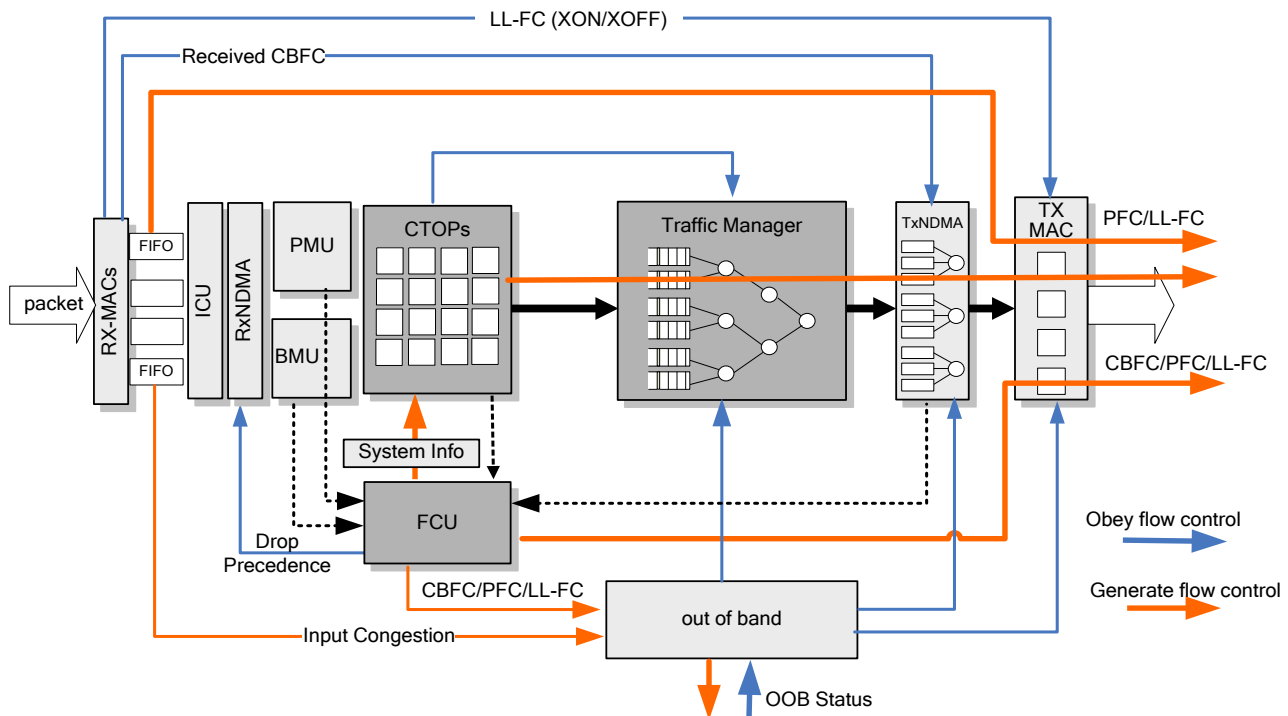 LL-FC (XON/XOFF)
Received CBFC
packet
RX-MACs
FIFO
FIFO
ICU
RxNDMA
PMU
BMU
CTOPs
Traffic Manager
TxNDMA
TX
MAC
PFC/LL-FC
CBFC/PFC/LL-FC
System Info
FCU
Drop
Precedence
CBFC/PFC/LL-FC
Input Congestion
out of band
OOB Status
Obey flow control
Generate flow control